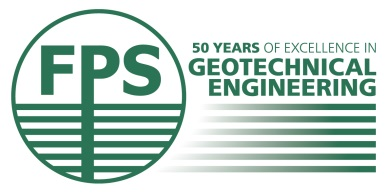 FPS
50 YEARS OF EXCELLENCE IN
GEOTECHNICAL
ENGINEERING